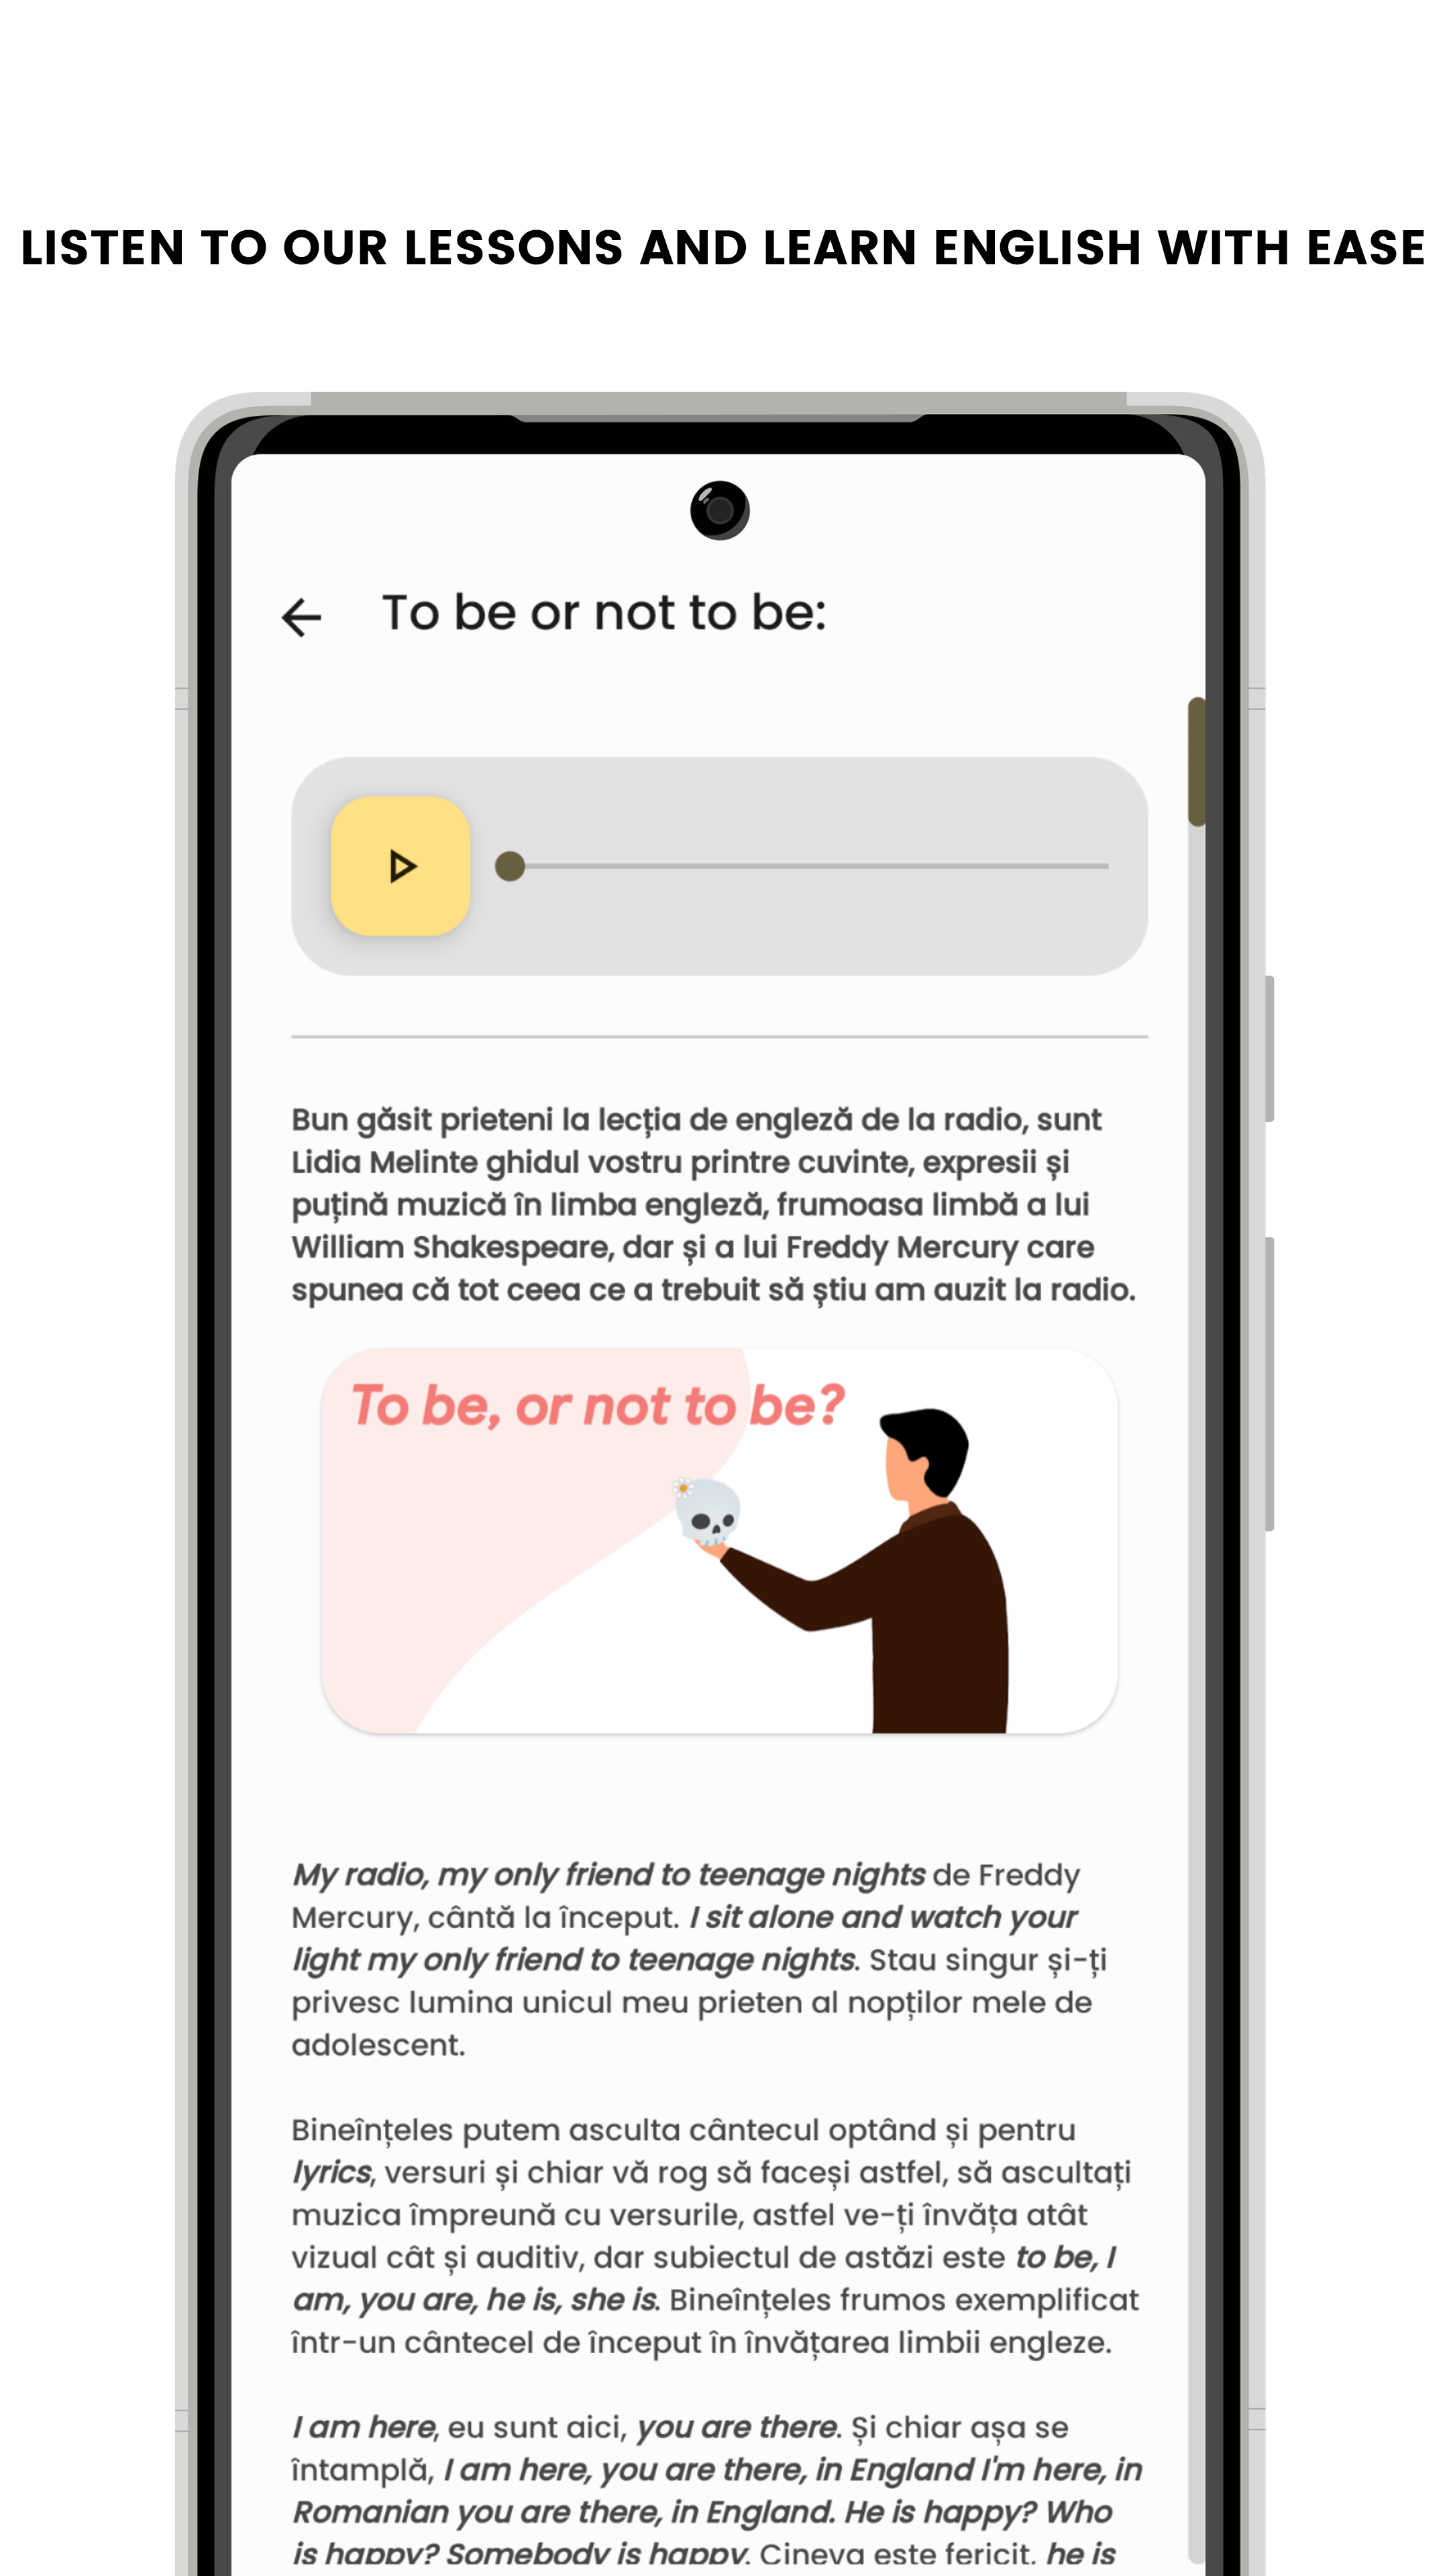 LISTEN TO OUR LESSONS AND LEARN ENGLISH WITH EASE
To be or not to be:
Bun găsit prieteni la lecția de engleză de la radio, sunt
Lidia Melinte ghidul vostru printre cuvinte, expresii și
puțină muzică în limba engleză, frumoasa limbă a lui
William Shakespeare, dar și a lui Freddy Mercury care
spunea că tot ceea ce a trebuit să știu am auzit la radio.
To be, or not to be?
My radio, my only friend to teenage nights de Freddy
Mercury, cântă la început. I sit alone and watch your
light my only friend to teenage nights. Stau singur și-ți
privesc lumina unicul meu prieten al nopților mele de
adolescent.
Bineînțeles putem asculta cântecul optând și pentru
lyrics, versuri și chiar vă rog să faceși astfel, să ascultați
muzica împreună cu versurile, astfel ve-ți învăța atât
vizual cât și auditiv, dar subiectul de astăzi este to be, I
am, you are, he is, she is. Bineînțeles frumos exemplificat
într-un cântecel de început în învățarea limbii engleze.
I am here, eu sunt aici, you are there. Și chiar așa se
întamplă, I am here, you are there, in England I'm here, in
Romanian you are there, in England. He is happy? Who
is happy? Somebody is happy. Cineva este fericit, he is